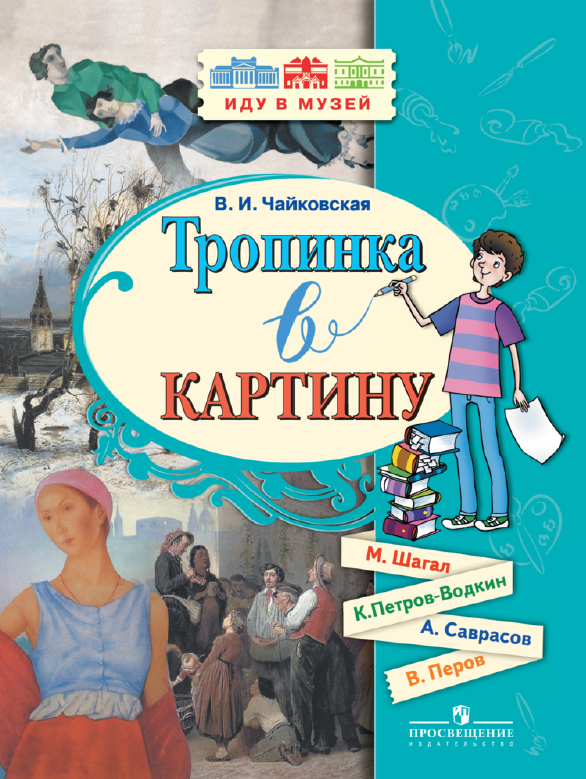 ИДУ В МУЗЕЙ
В. И. Чайковская
Тропинка
в
КАРТИНУ
М. Шагал
К.Петров-Водкин
А. Саврасов
В. Перов
ПРОСВЕЩЕНИЕ
ИЗДАТЕЛЬСТВО